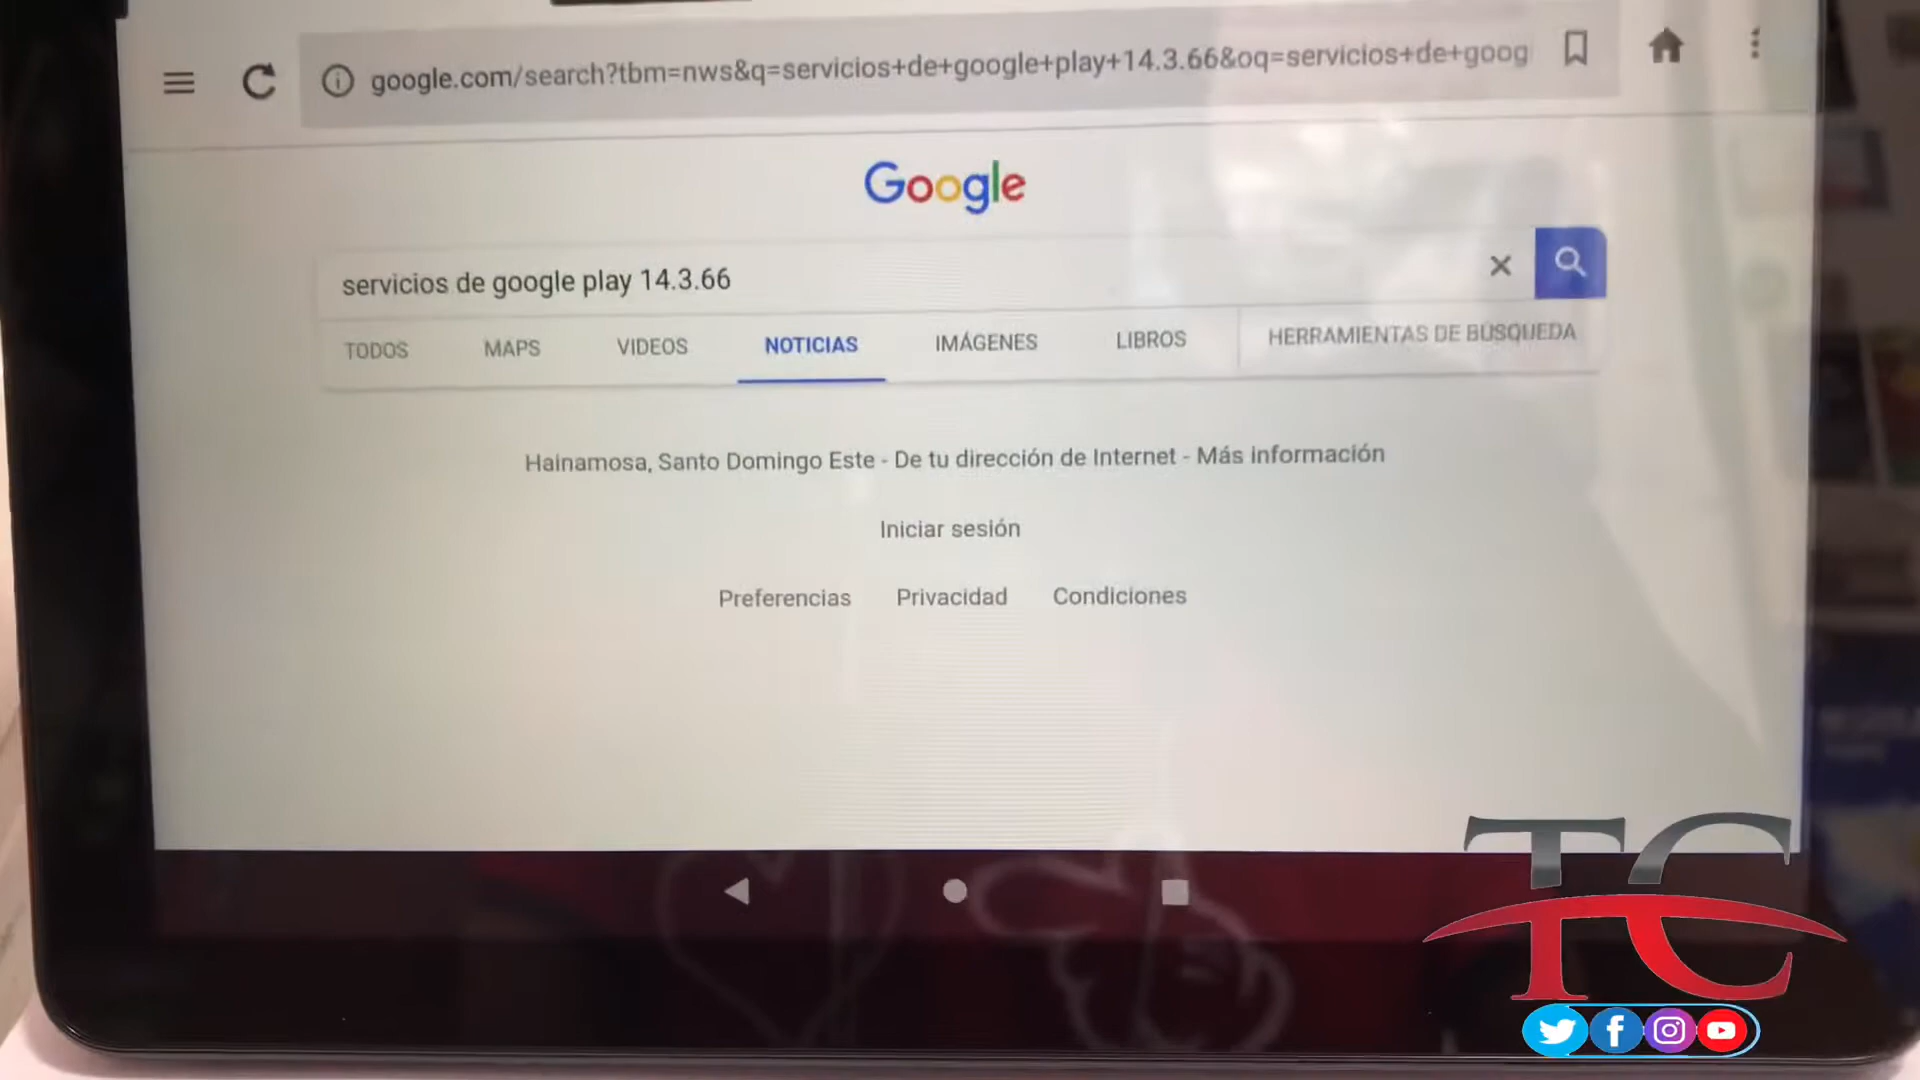 google.com/search?tbm=nws&q=servicios+de+google+play+14.3.66&oq=servicios+de+goog
Google
servicios de google play 14.3.66
TODOS MAPS VIDEOS NOTICIAS IMÁGENES LIBROS HERRAMIENTAS DE BÚSQUEDA
Hainamosa, Santo Domingo Este - De tu dirección de Internet - Más información
Iniciar sesión
Preferencias Privacidad Condiciones
TC